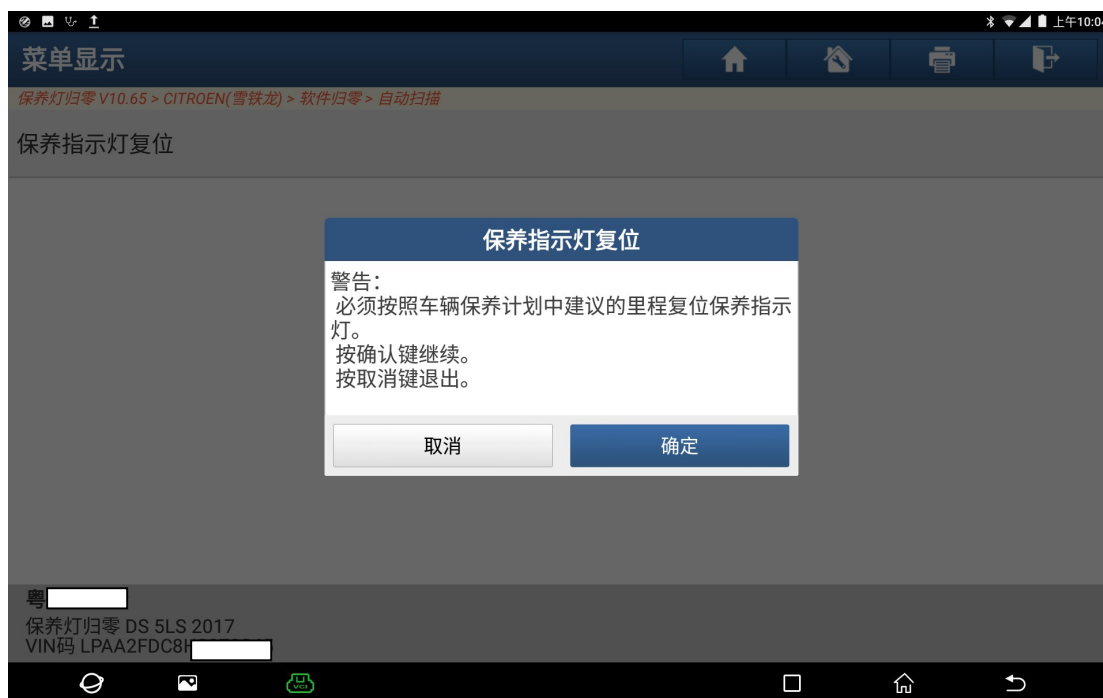 上午10:04
菜单显示
保养灯归零 V10.65 > CITROEN(雪铁龙) > 软件归零 > 自动扫描
保养指示灯复位
保养指示灯复位
警告：
必须按照车辆保养计划中建议的里程复位保养指示
灯。
按确认键继续。
按取消键退出。
取消
确定
粤
保养灯归零 DS 5LS 2017
VIN码 LPAA2FDC8H
VCI